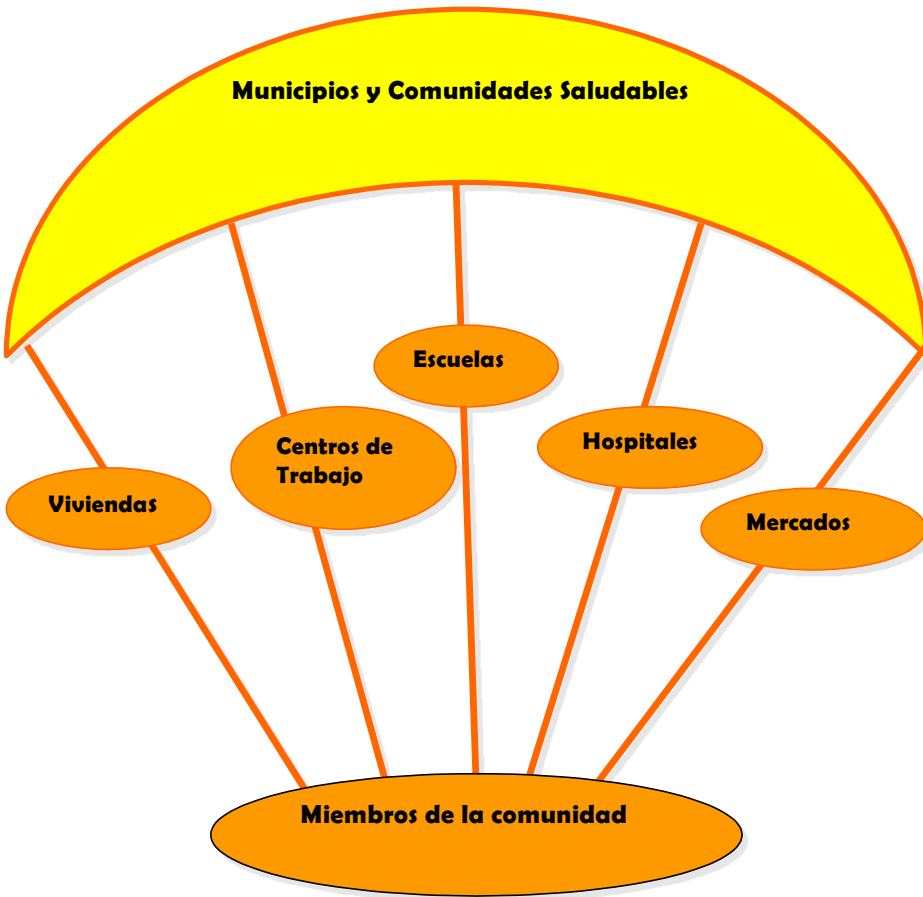 Municipios y Comunidades Saludables
Escuelas
Centros de
Trabajo
Hospitales
Viviendas
Mercados
Miembros de la comunidad